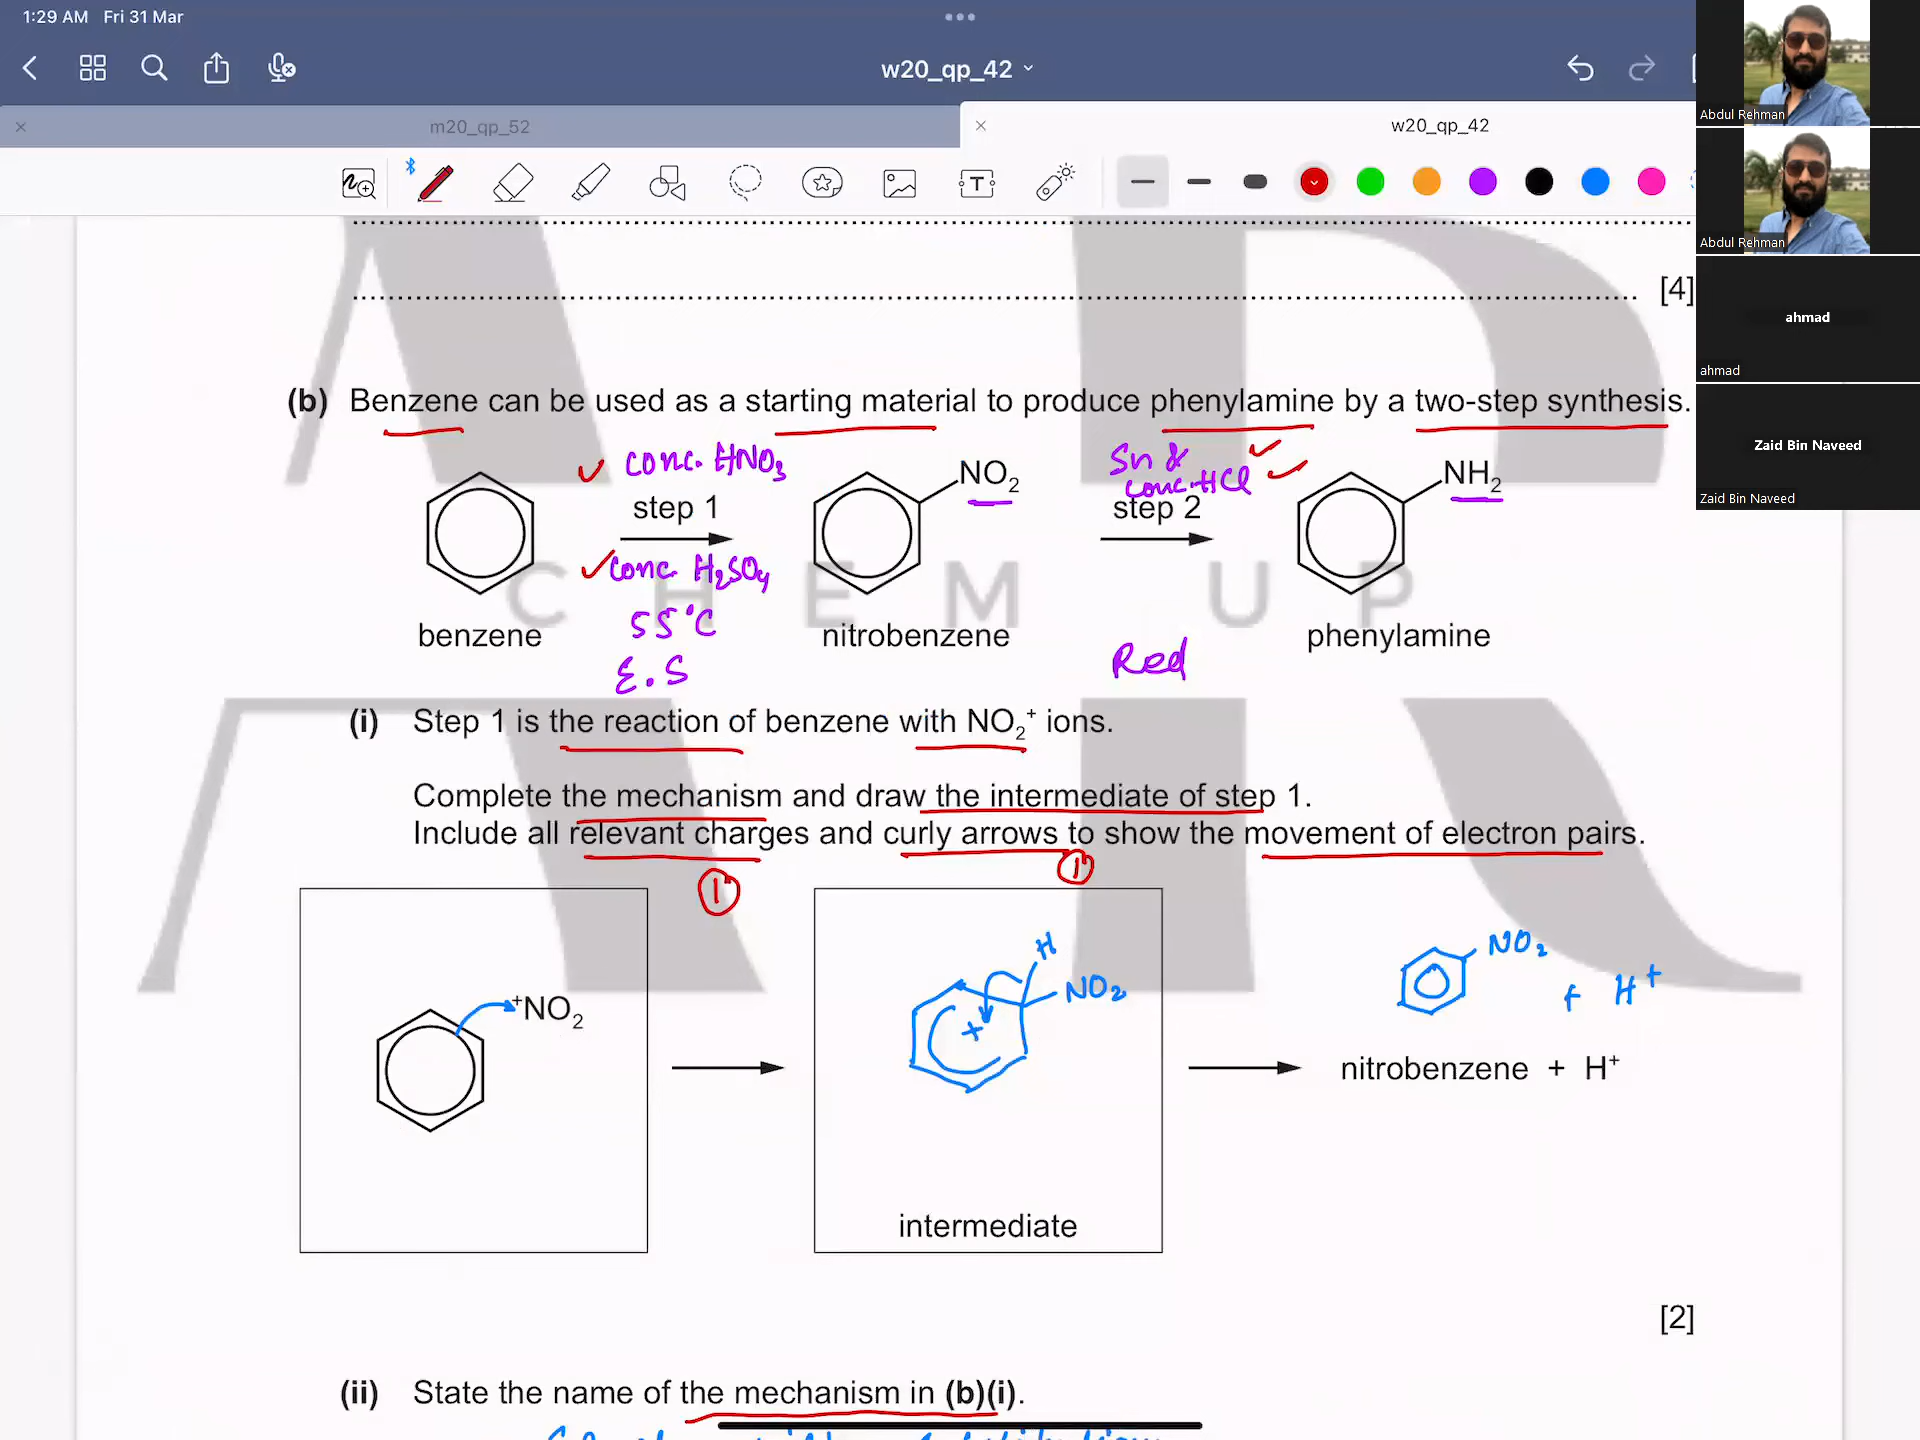 1:29 AM Fri 31 Mar
w20_qp_42
m20_qp_52
w20_qp_42
Abdul Rehman
Abdul Rehman
ahmad
ahmad
Zaid Bin Naveed
Zaid Bin Naveed
[4]
(b) Benzene can be used as a starting material to produce phenylamine by a two-step synthesis.
conc. HNO3
step 1
conc. H2SO4
55°C
E.S
NO2
Sn &
conc. HCl
step 2
Red
NH2
benzene
nitrobenzene
phenylamine
CHEM UP
(i) Step 1 is the reaction of benzene with NO2+ ions.
Complete the mechanism and draw the intermediate of step 1.
Include all relevant charges and curly arrows to show the movement of electron pairs.
1
1
+NO2
H
NO2
+
NO2
+ H+
nitrobenzene + H+
intermediate
[2]
(ii) State the name of the mechanism in (b)(i).